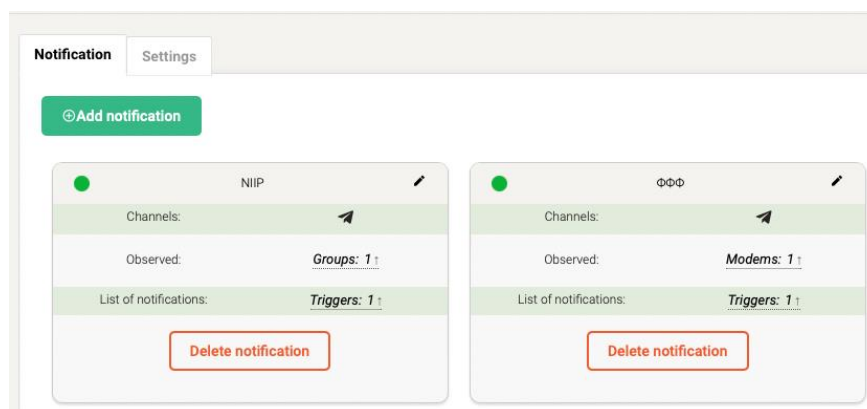 Notification
Settings
⊕Add notification
NIIP
Channels:
Observed: Groups: 1↑
List of notifications: Triggers: 1↑
Delete notification
ФФФ
Channels:
Observed: Modems: 1↑
List of notifications: Triggers: 1↑
Delete notification